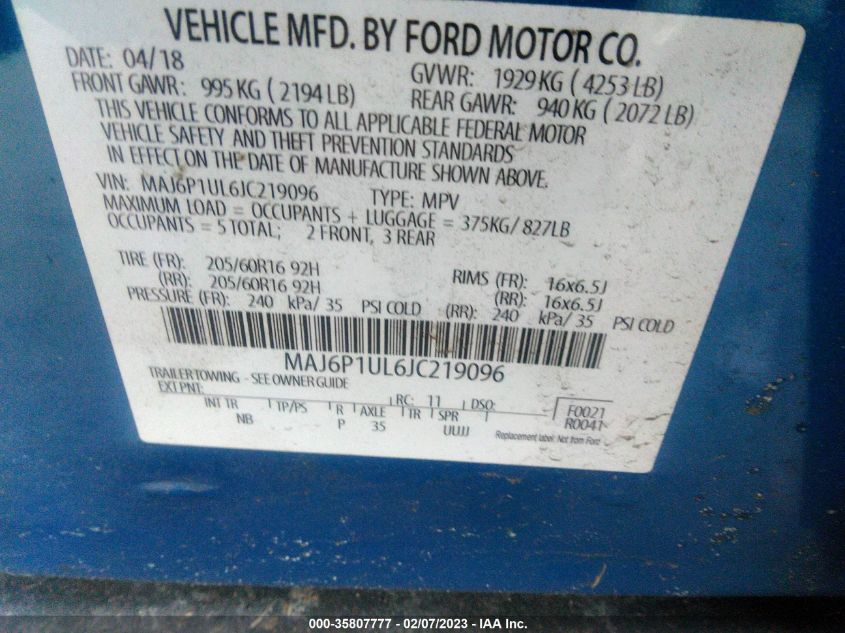 VEHICLE MFD. BY FORD MOTOR CO.
DATE: 04/18 GVWR: 1929 KG ( 4253 LB)
FRONT GAWR: 995 KG ( 2194 LB) REAR GAWR: 940 KG ( 2072 LB)
THIS VEHICLE CONFORMS TO ALL APPLICABLE FEDERAL MOTOR
VEHICLE SAFETY AND THEFT PREVENTION STANDARDS
IN EFFECT ON THE DATE OF MANUFACTURE SHOWN ABOVE.
VIN: MAJ6P1UL6JC219096 TYPE: MPV
MAXIMUM LOAD = OCCUPANTS + LUGGAGE = 375KG/ 827LB
OCCUPANTS = 5 TOTAL; 2 FRONT, 3 REAR
TIRE (FR): 205/60R16 92H RIMS (FR): 16x6.5J
(RR): 205/60R16 92H (RR): 16x6.5J
PRESSURE (FR): 240 kPa/ 35 PSI COLD (RR): 240 kPa/ 35 PSI COLD
MAJ6P1UL6JC219096
TRAILER TOWING - SEE OWNER GUIDE
EXT PNT: RC: 11 DSO: F0021
INT TR TP/PS R AXLE TR SPR R0041
NB P 35 UUJJ
Replacement label. Not from Ford
000-35807777 - 02/07/2023 - IAA Inc.